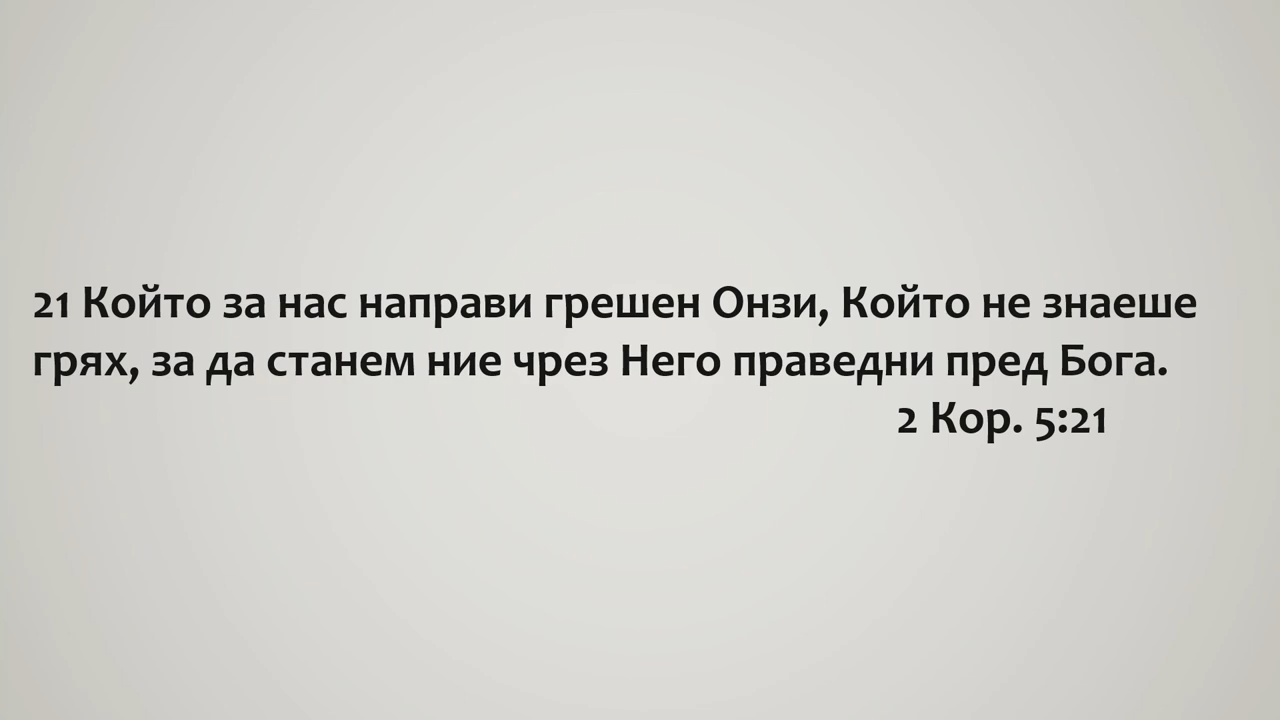 21 Който за нас направи грешен Онзи, Който не знаеше
грях, за да станем ние чрез Него праведни пред Бога.
2 Кор. 5:21